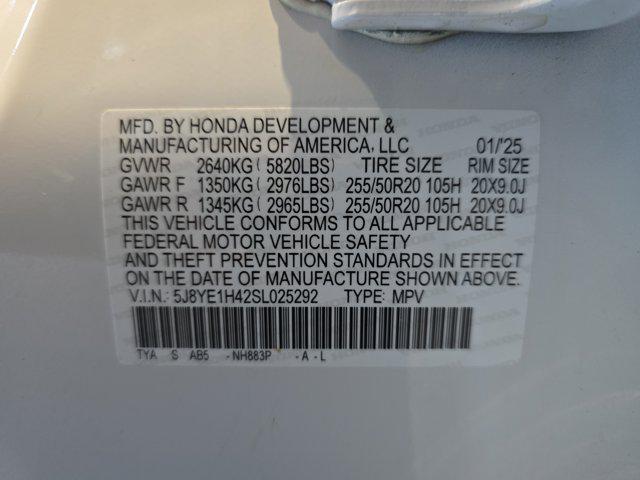 MFD. BY HONDA DEVELOPMENT &
MANUFACTURING OF AMERICA, LLC 01/'25
GVWR 2640KG ( 5820LBS) TIRE SIZE RIM SIZE
GAWR F 1350KG ( 2976LBS) 255/50R20 105H 20X9.0J
GAWR R 1345KG ( 2965LBS) 255/50R20 105H 20X9.0J
THIS VEHICLE CONFORMS TO ALL APPLICABLE
FEDERAL MOTOR VEHICLE SAFETY
AND THEFT PREVENTION STANDARDS IN EFFECT
ON THE DATE OF MANUFACTURE SHOWN ABOVE.
V.I.N.: 5J8YE1H42SL025292 TYPE: MPV
TYA S AB5 -NH883P -A-L